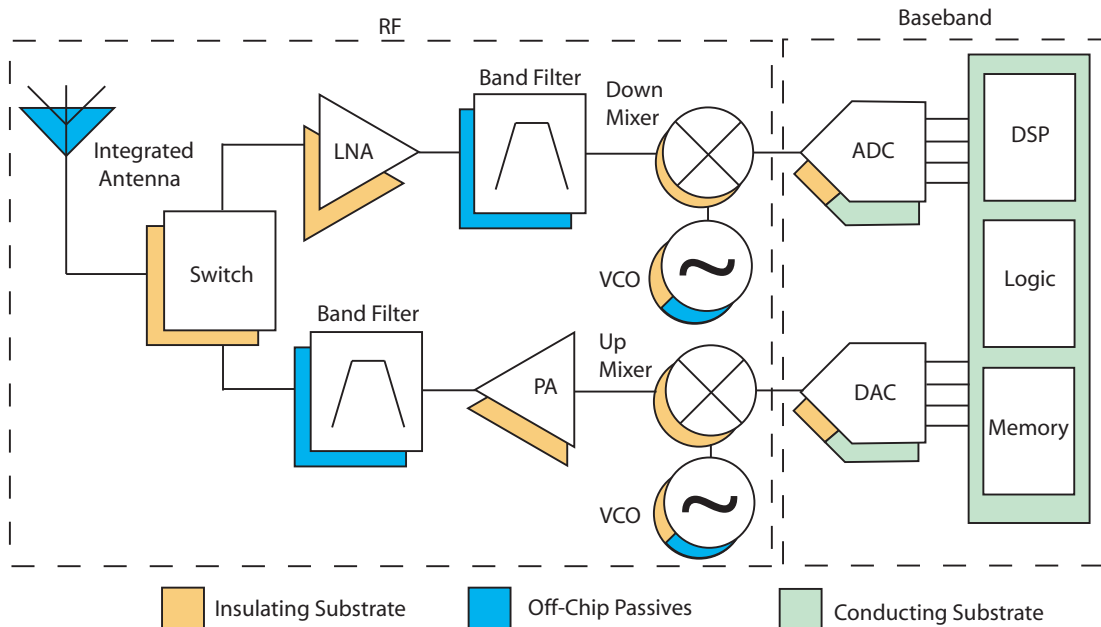 RF
Baseband
Band Filter
Down
Mixer
Integrated
Antenna
LNA
ADC
DSP
Switch
VCO
Logic
Band Filter
Up
Mixer
PA
DAC
Memory
VCO
Insulating Substrate
Off-Chip Passives
Conducting Substrate